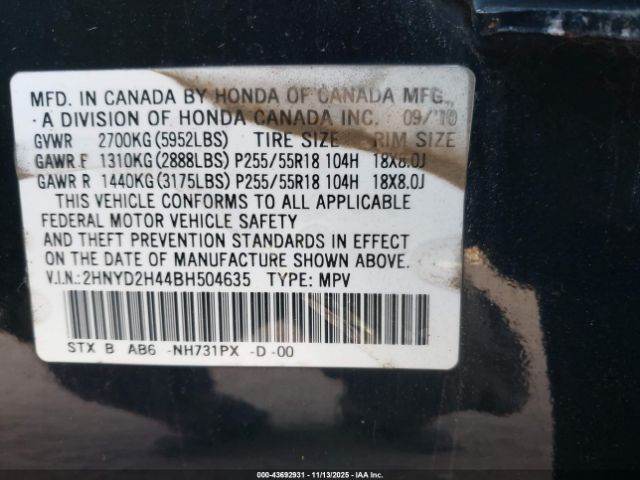 MFD. IN CANADA BY HONDA OF CANADA MFG.,
A DIVISION OF HONDA CANADA INC. 09/'10
GVWR 2700KG(5952LBS) TIRE SIZE RIM SIZE
GAWR F 1310KG(2888LBS) P255/55R18 104H 18X8.0J
GAWR R 1440KG(3175LBS) P255/55R18 104H 18X8.0J
THIS VEHICLE CONFORMS TO ALL APPLICABLE
FEDERAL MOTOR VEHICLE SAFETY
AND THEFT PREVENTION STANDARDS IN EFFECT
ON THE DATE OF MANUFACTURE SHOWN ABOVE.
V.I.N.:2HNYD2H44BH504635 TYPE: MPV
STX B AB6 -NH731PX -D -00
000-43692931 - 11/13/2025 - IAA Inc.